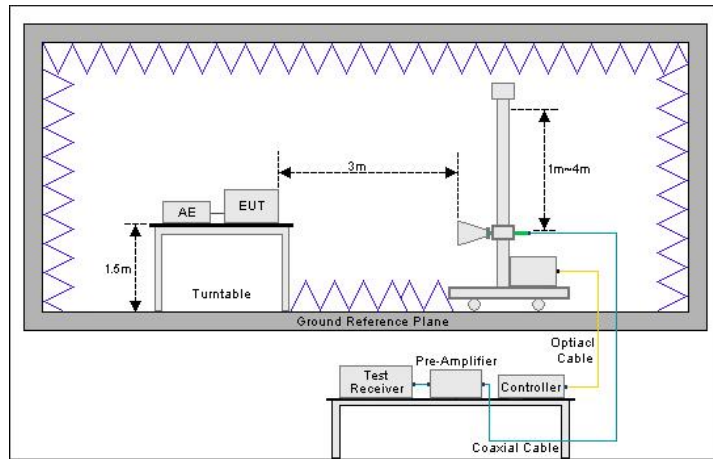 3m
1m~4m
AE
EUT
1.5m
Turntable
Ground Reference Plane
Optiacl
Cable
Pre-Amplifier
Test
Receiver
Controller
Coaxial Cable